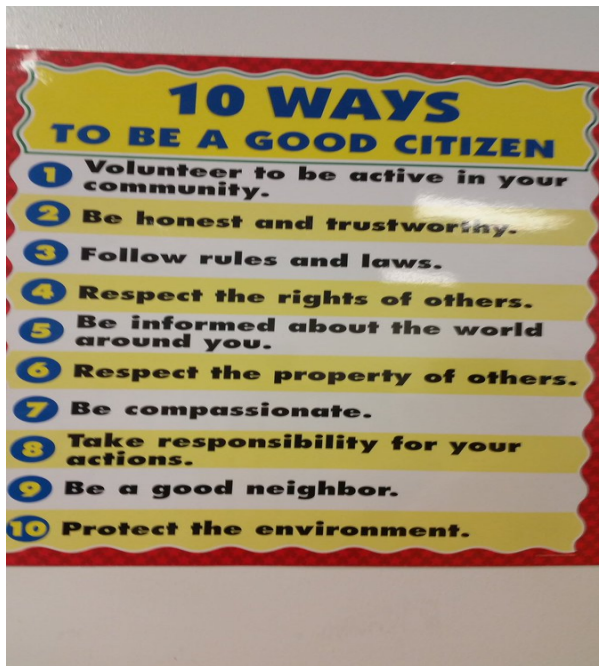 10 WAYS
TO BE A GOOD CITIZEN
1 Volunteer to be active in your
community.
2 Be honest and trustworthy.
3 Follow rules and laws.
4 Respect the rights of others.
5 Be informed about the world
around you.
6 Respect the property of others.
7 Be compassionate.
8 Take responsibility for your
actions.
9 Be a good neighbor.
10 Protect the environment.